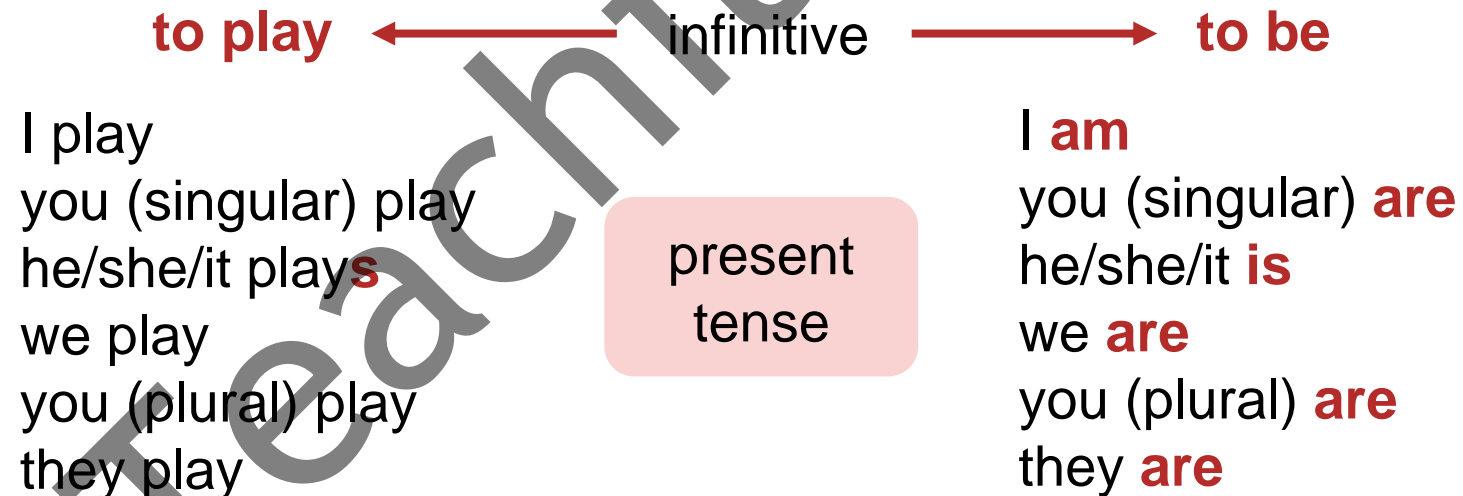 to play infinitive to be
I play
you (singular) play
he/she/it plays
we play
you (plural) play
they play
present
tense
I am
you (singular) are
he/she/it is
we are
you (plural) are
they are